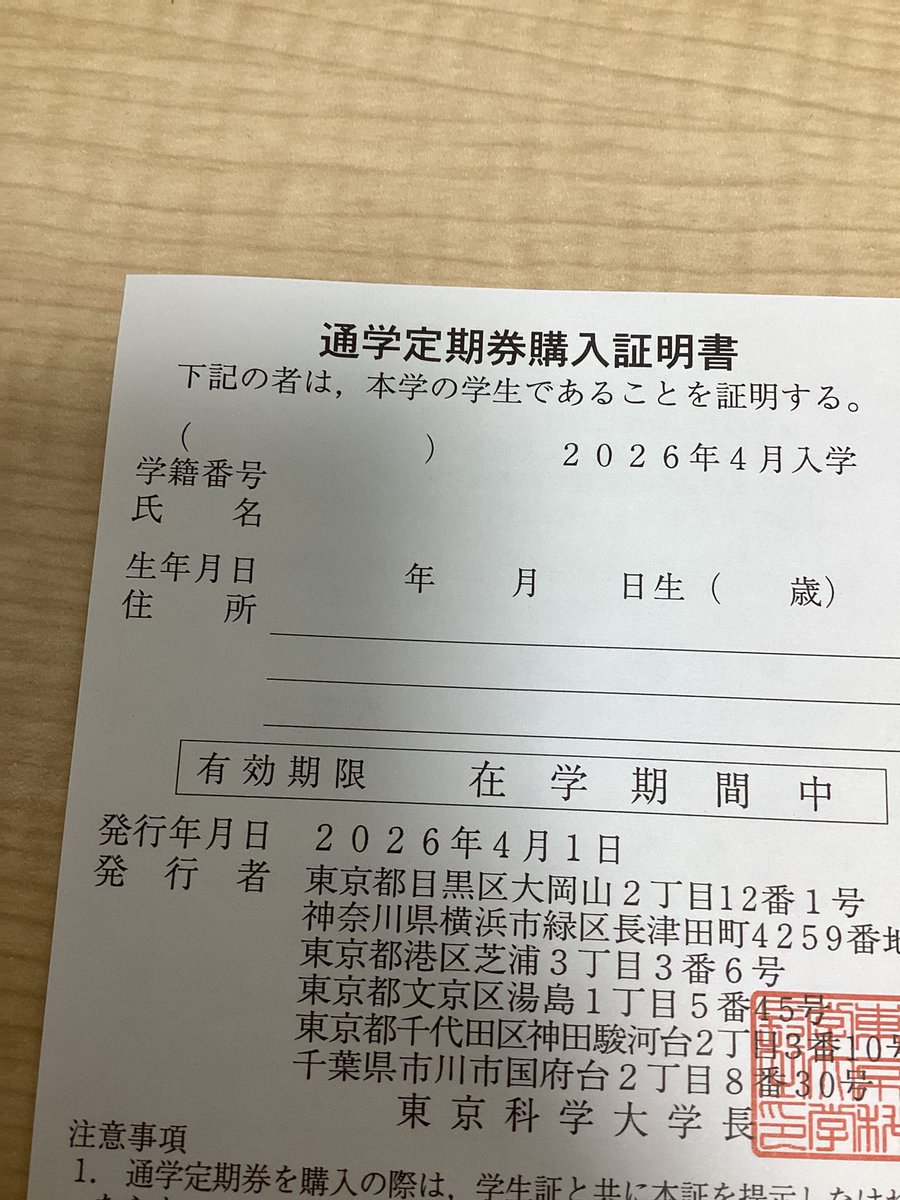 通学定期券購入証明書
下記の者は，本学の学生であることを証明する。
（　　　　　　　）　　　２０２６年４月入学
学籍番号
氏　　名
生年月日　　　　年　　月　　日生（　　歳）
住　　所
有効期限　　在学期間中
発行年月日　２０２６年４月１日
発　行　者　東京都目黒区大岡山２丁目12番１号
神奈川県横浜市緑区長津田町4259番地
東京都港区芝浦３丁目３番６号
東京都文京区湯島１丁目５番45号
東京都千代田区神田駿河台2丁目3番10号
千葉県市川市国府台２丁目８番30号
東京科学大学長
注意事項
1．通学定期券を購入の際は，学生証と共に本証を提示しなければ